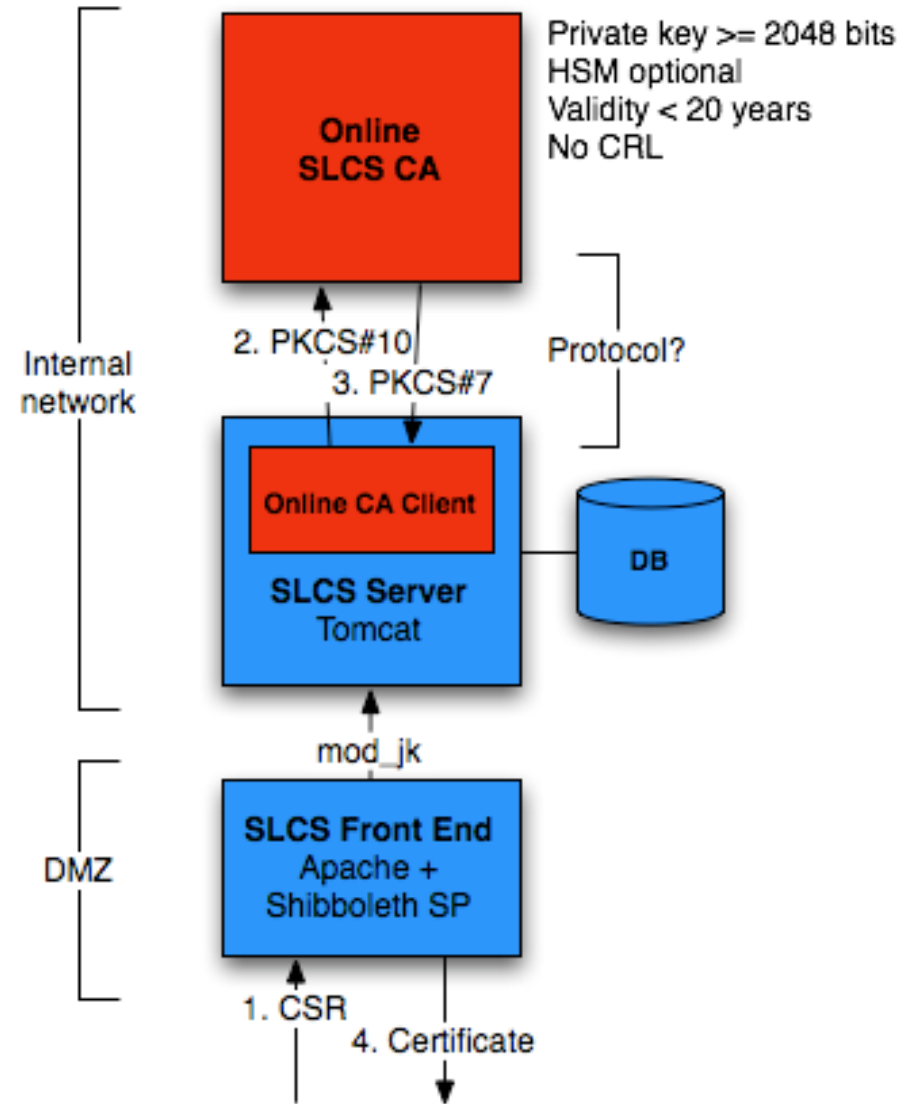 Online
SLCS CA
Private key >= 2048 bits
HSM optional
Validity < 20 years
No CRL
2. PKCS#10
3. PKCS#7
Protocol?
Internal
network
Online CA Client
SLCS Server
Tomcat
DB
mod_jk
SLCS Front End
Apache +
Shibboleth SP
DMZ
1. CSR
4. Certificate